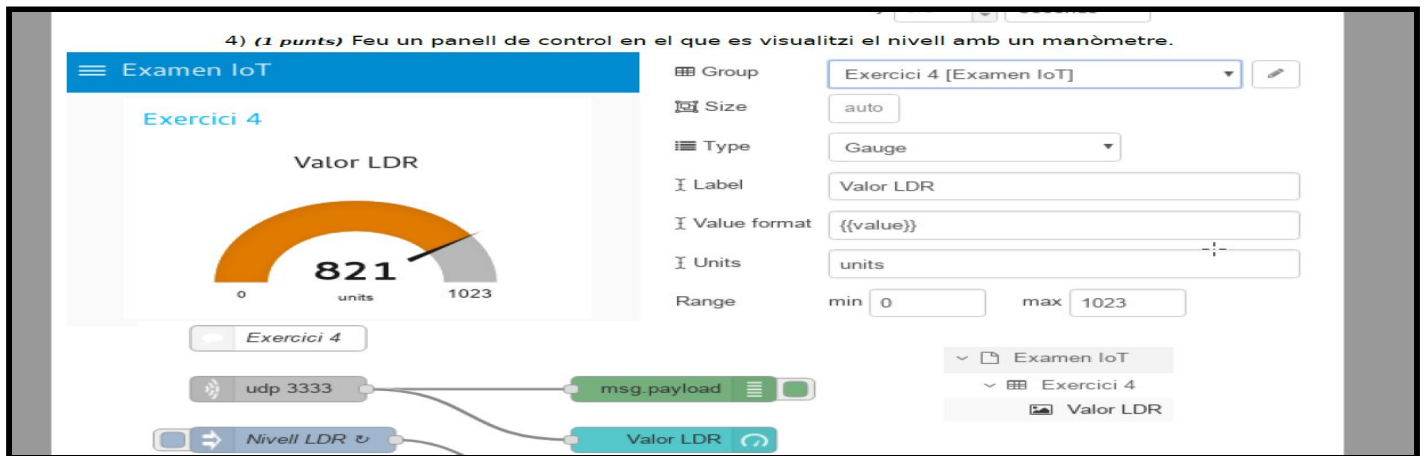 4) (1 punts) Feu un panell de control en el que es visualitzi el nivell amb un manòmetre.
Examen IoT
Exercici 4
Valor LDR
821
0
units
1023
Group
Exercici 4 [Examen IoT]
Size
auto
Type
Gauge
Label
Valor LDR
Value format
{{value}}
Units
units
Range
min 0
max 1023
Exercici 4
udp 3333
msg.payload
Nivell LDR ↻
Valor LDR
Examen IoT
Exercici 4
Valor LDR